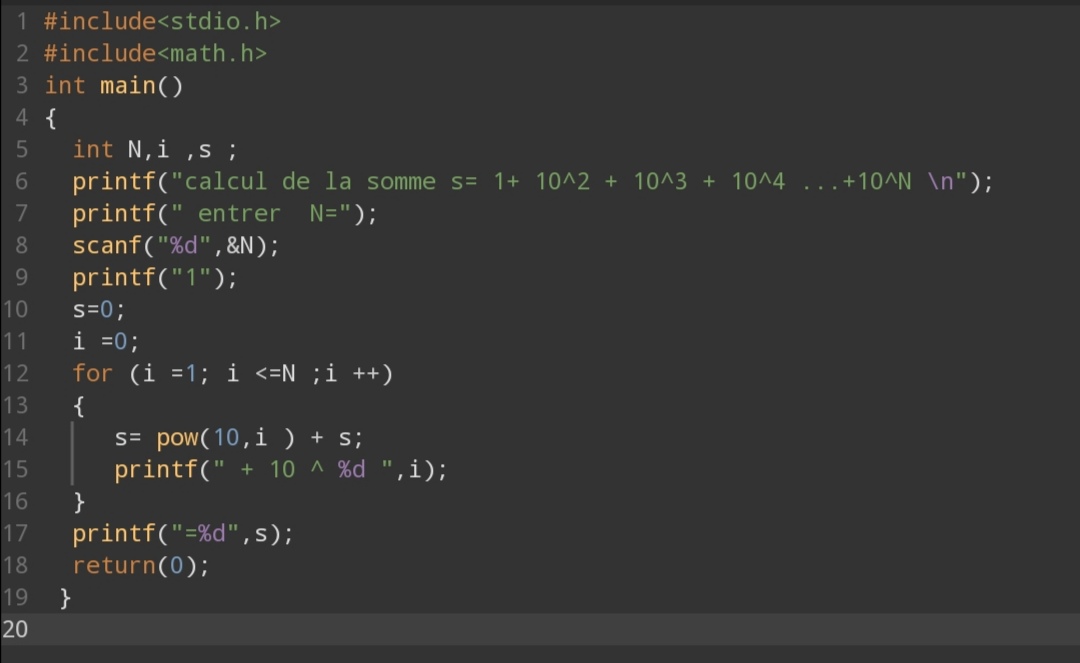 1 #include<stdio.h>
2 #include<math.h>
3 int main()
4 {
5   int N,i ,s ;
6   printf("calcul de la somme s= 1+ 10^2 + 10^3 + 10^4 ...+10^N \n");
7   printf(" entrer  N=");
8   scanf("%d",&N);
9   printf("1");
10   s=0;
11   i =0;
12   for (i =1; i <=N ;i ++)
13   {
14      s= pow(10,i ) + s;
15      printf(" + 10 ^ %d ",i);
16   }
17   printf("=%d",s);
18   return(0);
19  }
20